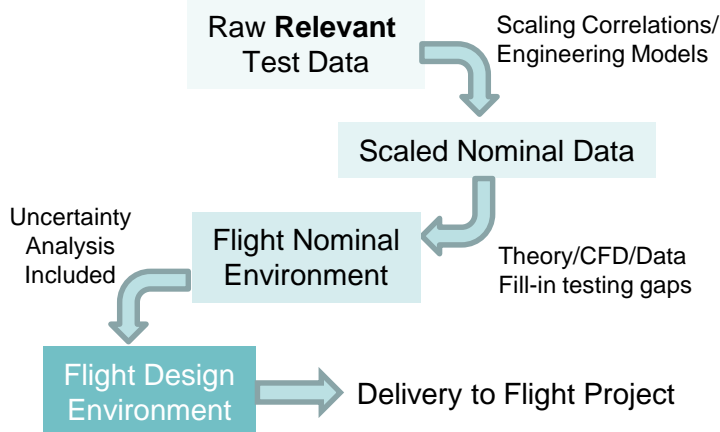 Raw Relevant
Test Data
Scaling Correlations/
Engineering Models
Scaled Nominal Data
Uncertainty
Analysis
Included
Flight Nominal
Environment
Theory/CFD/Data
Fill-in testing gaps
Flight Design
Environment
Delivery to Flight Project